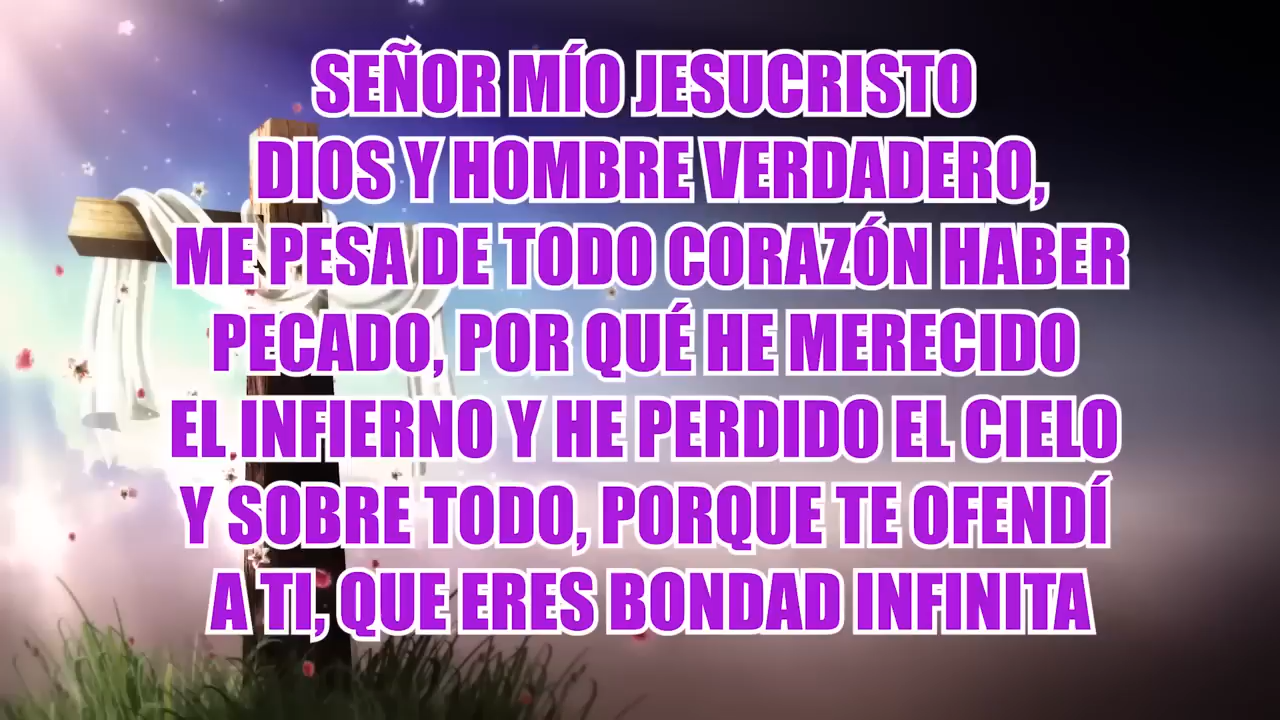 SEÑOR MÍO JESUCRISTO
DIOS Y HOMBRE VERDADERO,
ME PESA DE TODO CORAZÓN HABER
PECADO, POR QUÉ HE MERECIDO
EL INFIERNO Y HE PERDIDO EL CIELO
Y SOBRE TODO, PORQUE TE OFENDÍ
A TI, QUE ERES BONDAD INFINITA